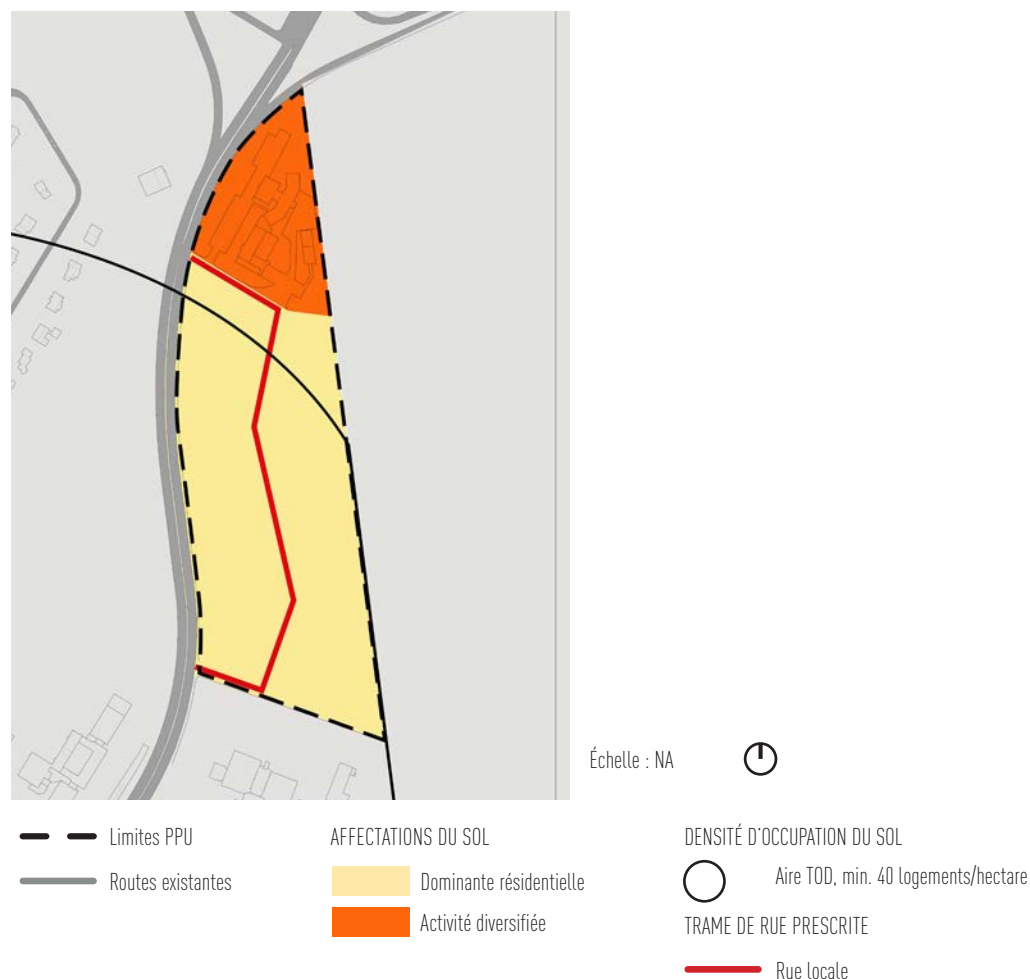 Échelle : NA
Limites PPU
Routes existantes
AFFECTATIONS DU SOL
Dominante résidentielle
Activité diversifiée
DENSITÉ D'OCCUPATION DU SOL
Aire TOD, min. 40 logements/hectare
TRAME DE RUE PRESCRITE
Rue locale